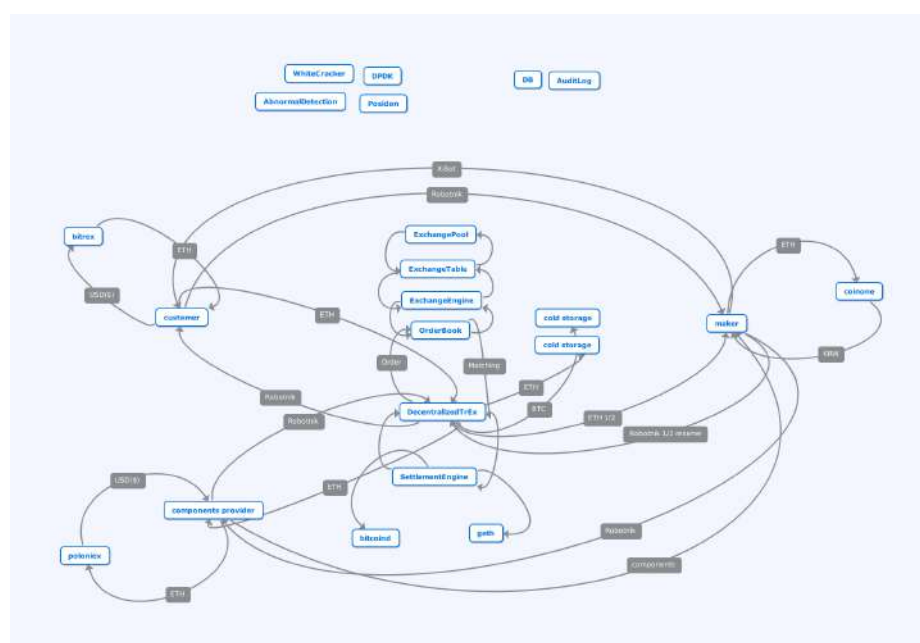 WhiteCracker
DPDK
DB
AuditLog
AbnormalDetection
Posidon
X-Bot
Robotnik
ExchangePool
bitrex
ETH
ETH
ExchangeTable
coinone
USD($)
ExchangeEngine
customer
ETH
cold storage
maker
OrderBook
cold storage
KRW
Order
Matching
ETH
Robotnik
BTC
DecentralizedTrEx
Robotnik
ETH 1/2
Robotnik 1/2 reserve
SettlementEngine
USD($)
ETH
components provider
geth
Robotnik
bitcoind
poloniex
components
ETH